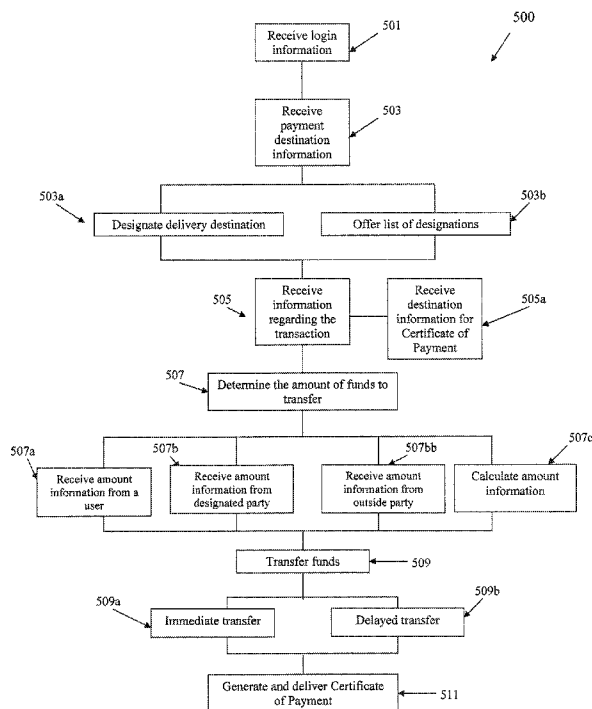 Receive login
information
501
500
Receive
payment
destination
information
503
503a
Designate delivery destination
Offer list of designations
503b
505
Receive
information
regarding the
transaction
Receive
destination
information for
Certificate of
Payment
505a
507
Determine the amount of funds to
transfer
507a
Receive amount
information from a
user
507b
Receive amount
information from
designated party
507bb
Receive amount
information from
outside party
507c
Calculate amount
information
Transfer funds
509
509a
Immediate transfer
Delayed transfer
509b
Generate and deliver Certificate
of Payment
511